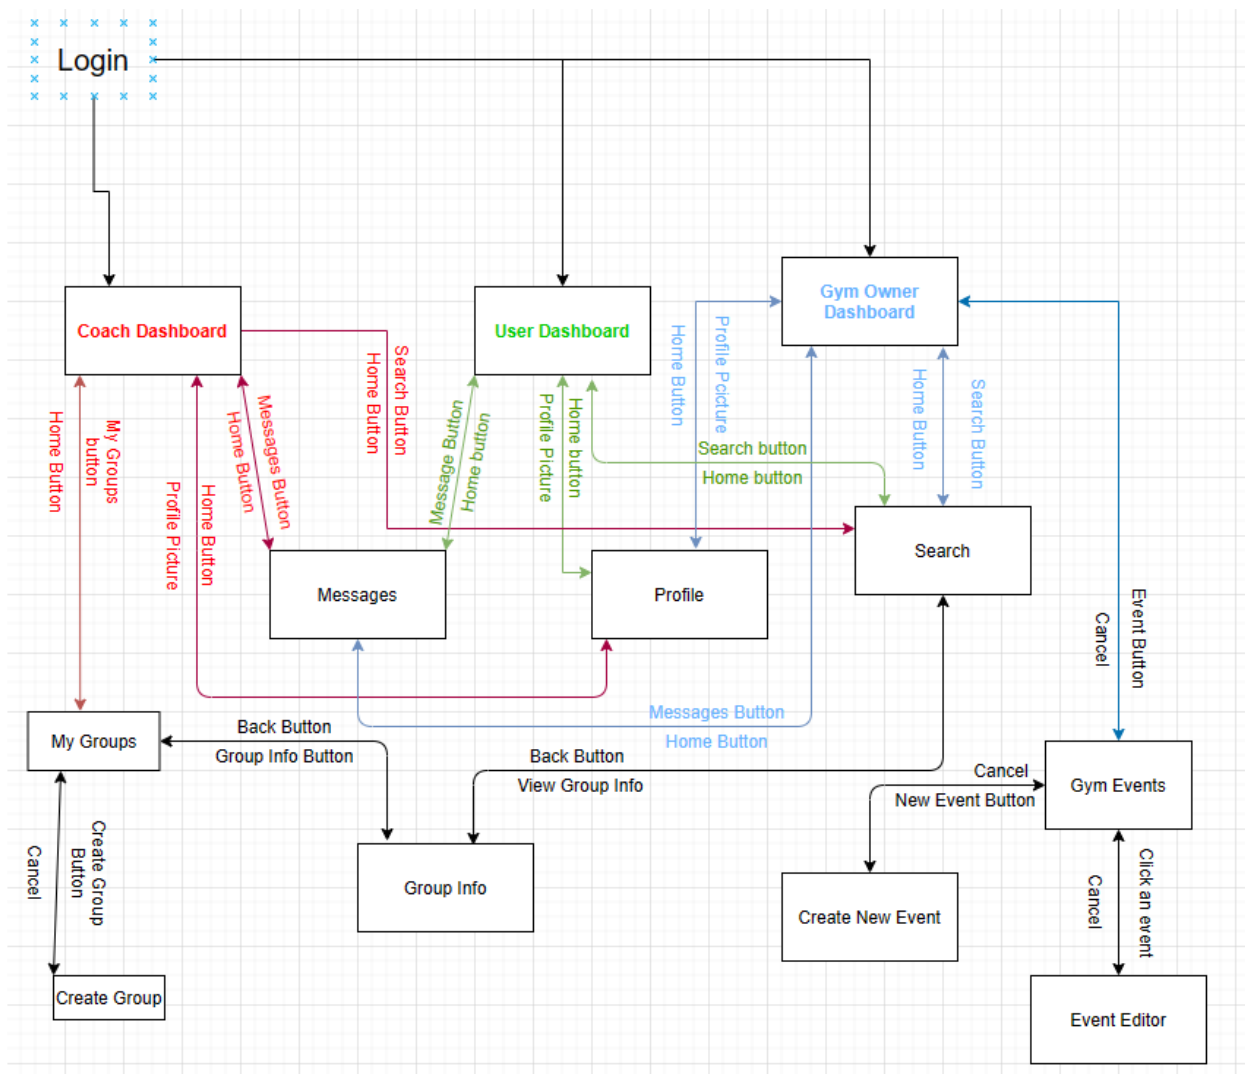 Login
Coach Dashboard
User Dashboard
Gym Owner
Dashboard
My Groups
button
Home Button
Home Button
Profile Picture
Messages Button
Home Button
Search Button
Home Button
Message Button
Home button
Home button
Profile Picture
Profile Pcicture
Home Button
Search button
Home button
Search Button
Home Button
Search
Messages
Profile
Event Button
Cancel
Messages Button
Home Button
My Groups
Back Button
Group Info Button
Back Button
View Group Info
Cancel
New Event Button
Gym Events
Create Group
Button
Cancel
Group Info
Create New Event
Click an event
Cancel
Create Group
Event Editor